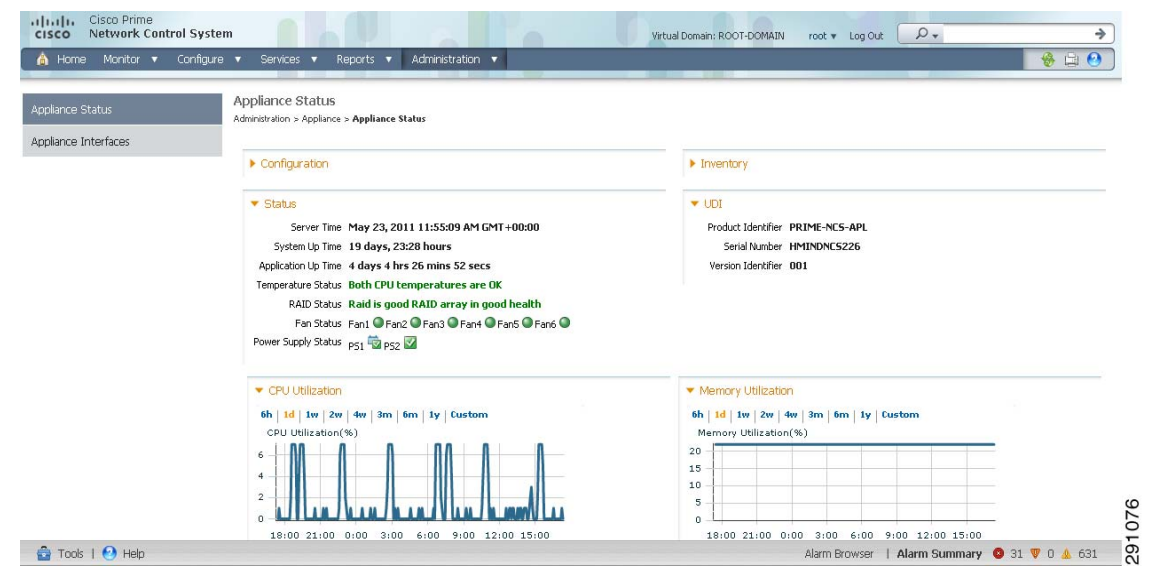 Cisco Prime
CISCO Network Control System
Virtual Domain: ROOT-DOMAIN root Log Out
Home Monitor Configure Services Reports Administration
Appliance Status
Appliance Interfaces
Appliance Status
Administration > Appliance > Appliance Status
Configuration
Inventory
Status
Server Time May 23, 2011 11:55:09 AM GMT+00:00
System Up Time 19 days, 23:28 hours
Application Up Time 4 days 4 hrs 26 mins 52 secs
Temperature Status Both CPU temperatures are OK
RAID Status Raid is good RAID array in good health
Fan Status Fan1 Fan2 Fan3 Fan4 Fan5 Fan6
Power Supply Status PS1 PS2
UDI
Product Identifier PRIME-NCS-APL
Serial Number HMINDNCS226
Version Identifier 001
CPU Utilization
6h | 1d | 1w | 2w | 4w | 3m | 6m | 1y | Custom
CPU Utilization(%)
6
4
2
0
18:00 21:00 0:00 3:00 6:00 9:00 12:00 15:00
Memory Utilization
6h | 1d | 1w | 2w | 4w | 3m | 6m | 1y | Custom
Memory Utilization(%)
20
15
10
5
0
18:00 21:00 0:00 3:00 6:00 9:00 12:00 15:00
Tools | Help
Alarm Browser | Alarm Summary 31 0 631
291076